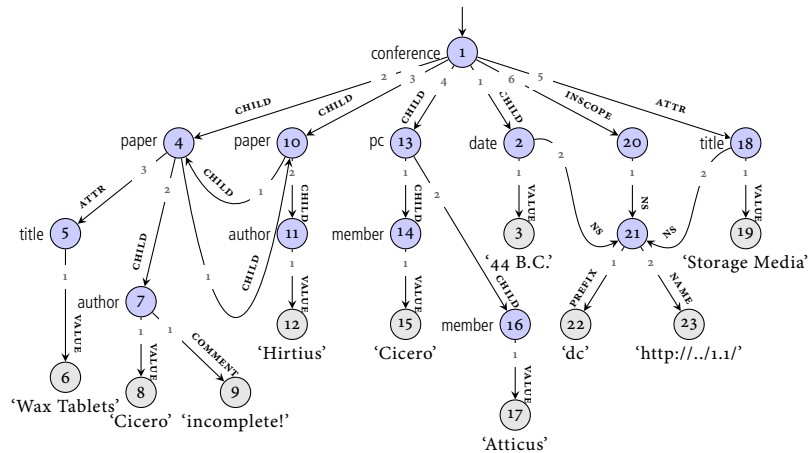 conference 1
2 3 4 1 6 5
CHILD CHILD CHILD CHILD INSCOPE ATTR
paper 4 paper 10 pc 13 date 2 20 title 18
3 2 1 CHILD 2 1 2 1 2 1 2 1
ATTR CHILD 1 CHILD CHILD CHILD VALUE NS NS NS VALUE
title 5 author 11 member 14 3 21 19
'44 B.C.' 'Storage Media'
1 1 1 CHILD 1 2
author 7 VALUE VALUE PREFIX NAME
12 15 member 16 22 23
'Hirtius' 'Cicero' 'dc' 'http://../1.1/'
VALUE 1 VALUE 1 COMMENT 1 VALUE
6 8 9
'Wax Tablets' 'Cicero' 'incomplete!'
17
'Atticus'